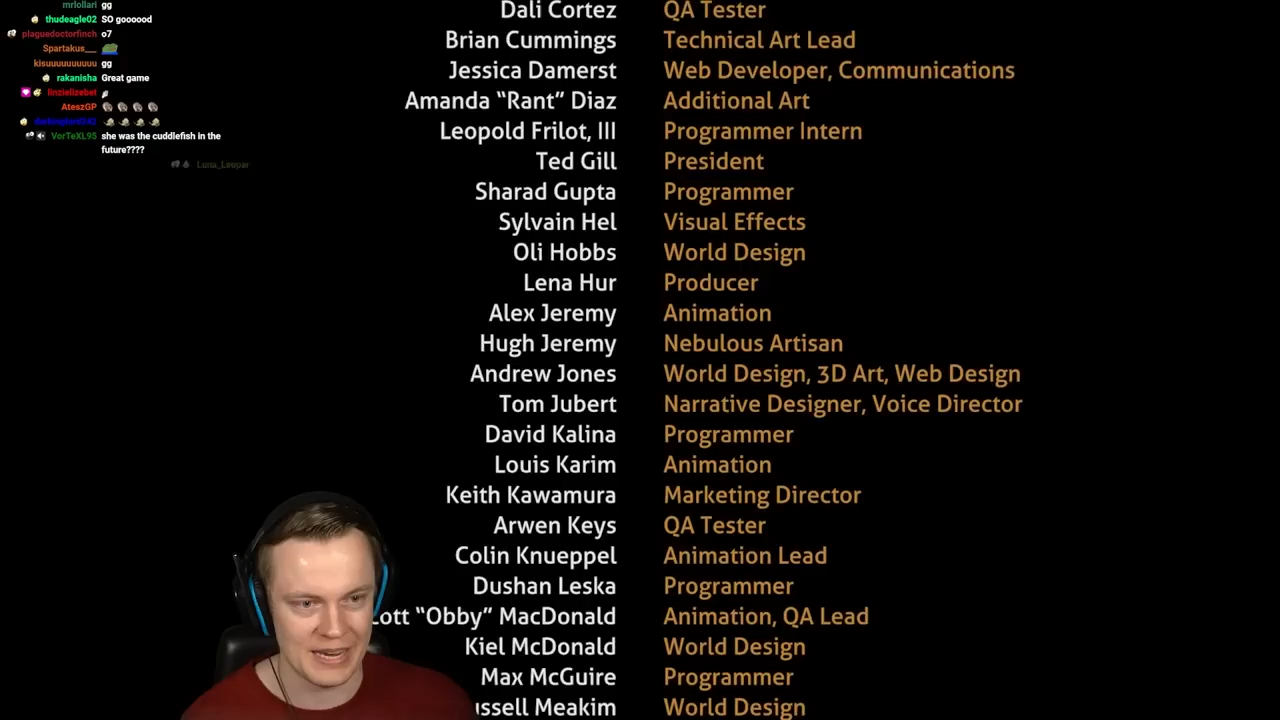 mrlollari gg
thudeagle02 SO goooood
plaguedoctorfinch o7
Spartakus__
kisuuuuuuuuuu gg
rakanisha Great game
linziellzebet
AteszGP
VorTeXL95 she was the cuddlefish in the
future????
Dali Cortez QA Tester
Brian Cummings Technical Art Lead
Jessica Damerst Web Developer, Communications
Amanda “Rant” Diaz Additional Art
Leopold Frilot, III Programmer Intern
Ted Gill President
Sharad Gupta Programmer
Sylvain Hel Visual Effects
Oli Hobbs World Design
Lena Hur Producer
Alex Jeremy Animation
Hugh Jeremy Nebulous Artisan
Andrew Jones World Design, 3D Art, Web Design
Tom Jubert Narrative Designer, Voice Director
David Kalina Programmer
Louis Karim Animation
Keith Kawamura Marketing Director
Arwen Keys QA Tester
Colin Knueppel Animation Lead
Dushan Leska Programmer
cott “Obby” MacDonald Animation, QA Lead
Kiel McDonald World Design
Max McGuire Programmer
ussell Meakim World Design